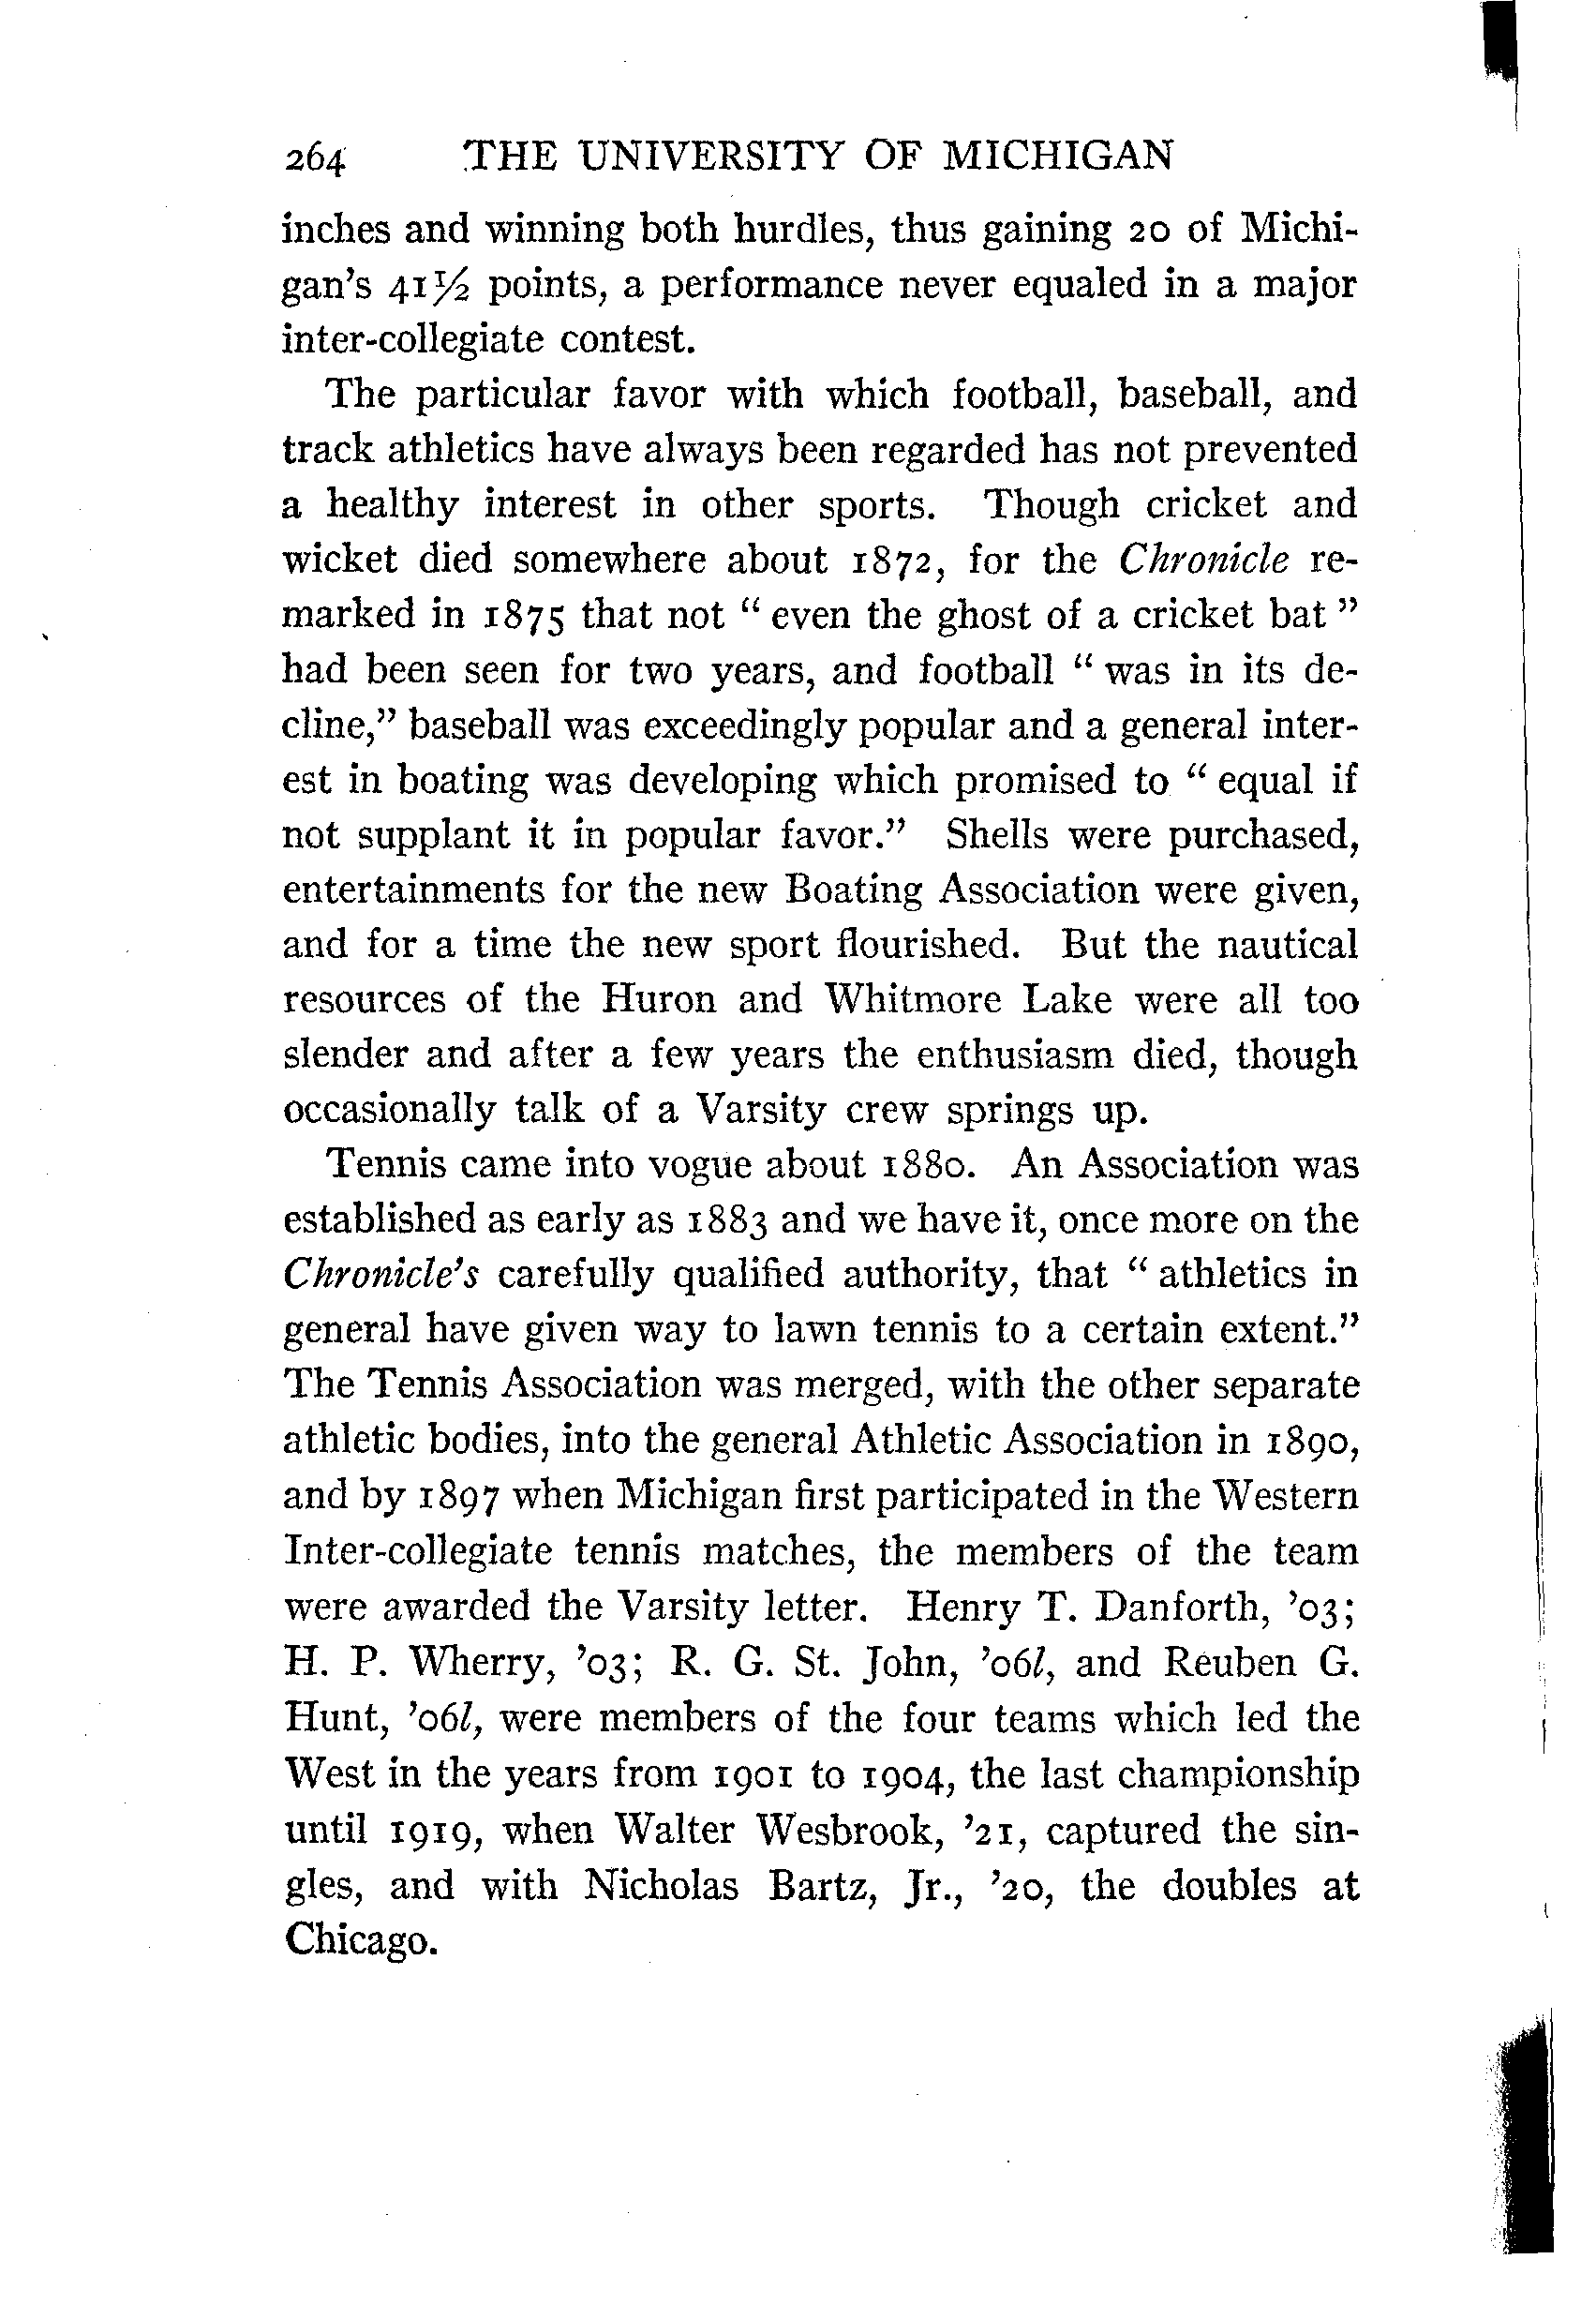 264 THE UNIVERSITY OF MICHIGAN
inches and winning both hurdles, thus gaining 20 of Michi-
gan's 41½ points, a performance never equaled in a major
inter-collegiate contest.
The particular favor with which football, baseball, and
track athletics have always been regarded has not prevented
a healthy interest in other sports. Though cricket and
wicket died somewhere about 1872, for the Chronicle re-
marked in 1875 that not " even the ghost of a cricket bat "
had been seen for two years, and football " was in its de-
cline," baseball was exceedingly popular and a general inter-
est in boating was developing which promised to " equal if
not supplant it in popular favor." Shells were purchased,
entertainments for the new Boating Association were given,
and for a time the new sport flourished. But the nautical
resources of the Huron and Whitmore Lake were all too
slender and after a few years the enthusiasm died, though
occasionally talk of a Varsity crew springs up.
Tennis came into vogue about 1880. An Association was
established as early as 1883 and we have it, once more on the
Chronicle's carefully qualified authority, that " athletics in
general have given way to lawn tennis to a certain extent."
The Tennis Association was merged, with the other separate
athletic bodies, into the general Athletic Association in 1890,
and by 1897 when Michigan first participated in the Western
Inter-collegiate tennis matches, the members of the team
were awarded the Varsity letter. Henry T. Danforth, '03;
H. P. Wherry, '03; R. G. St. John, '06l, and Reuben G.
Hunt, '06l, were members of the four teams which led the
West in the years from 1901 to 1904, the last championship
until 1919, when Walter Wesbrook, '21, captured the sin-
gles, and with Nicholas Bartz, Jr., '20, the doubles at
Chicago.